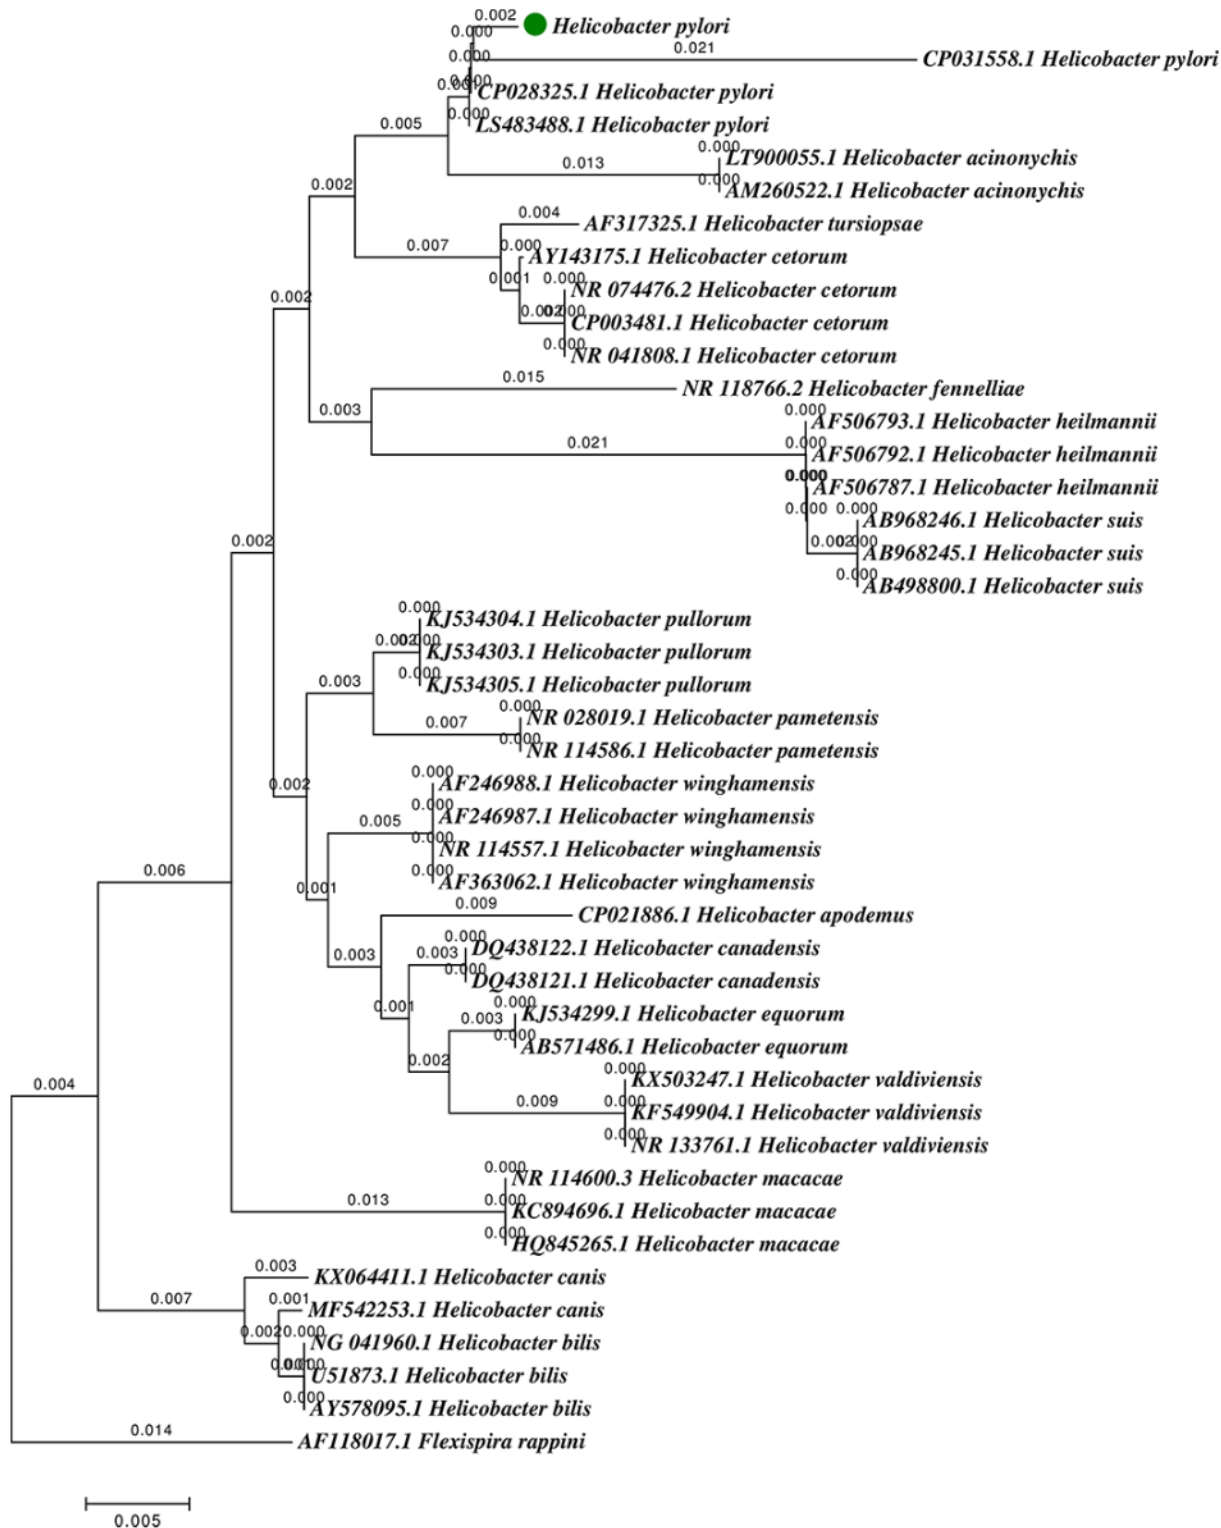 0.002
Helicobacter pylori
0.000
0.021
CP031558.1 Helicobacter pylori
0.000
CP028325.1 Helicobacter pylori
0.000
LS483488.1 Helicobacter pylori
0.005
0.000
LT900055.1 Helicobacter acinonychis
0.013
0.000
AM260522.1 Helicobacter acinonychis
0.002
0.004
AF317325.1 Helicobacter tursiopsae
0.007
0.000
AY143175.1 Helicobacter cetorum
0.001
0.000
NR 074476.2 Helicobacter cetorum
CP003481.1 Helicobacter cetorum
0.000
NR 041808.1 Helicobacter cetorum
0.002
0.015
NR 118766.2 Helicobacter fennelliae
0.003
0.000
AF506793.1 Helicobacter heilmannii
0.021
0.000
AF506792.1 Helicobacter heilmannii
0.000
AF506787.1 Helicobacter heilmannii
0.000
0.000
AB968246.1 Helicobacter suis
AB968245.1 Helicobacter suis
0.000
AB498800.1 Helicobacter suis
0.002
0.000
KJ534304.1 Helicobacter pullorum
KJ534303.1 Helicobacter pullorum
0.000
KJ534305.1 Helicobacter pullorum
0.003
0.000
NR 028019.1 Helicobacter pametensis
0.007
0.000
NR 114586.1 Helicobacter pametensis
0.002
0.000
AF246988.1 Helicobacter winghamensis
0.000
AF246987.1 Helicobacter winghamensis
0.005
0.000
NR 114557.1 Helicobacter winghamensis
0.000
AF363062.1 Helicobacter winghamensis
0.006
0.001
0.009
CP021886.1 Helicobacter apodemus
0.003
0.000
DQ438122.1 Helicobacter canadensis
0.003
0.000
DQ438121.1 Helicobacter canadensis
0.001
0.000
KJ534299.1 Helicobacter equorum
0.003
0.000
AB571486.1 Helicobacter equorum
0.002
0.000
KX503247.1 Helicobacter valdiviensis
0.009
0.000
KF549904.1 Helicobacter valdiviensis
0.000
NR 133761.1 Helicobacter valdiviensis
0.004
0.000
NR 114600.3 Helicobacter macacae
0.013
0.000
KC894696.1 Helicobacter macacae
0.000
HQ845265.1 Helicobacter macacae
0.003
KX064411.1 Helicobacter canis
0.007
0.001
MF542253.1 Helicobacter canis
0.002
0.000
NG 041960.1 Helicobacter bilis
U51873.1 Helicobacter bilis
0.000
AY578095.1 Helicobacter bilis
0.014
AF118017.1 Flexispira rappini
0.005